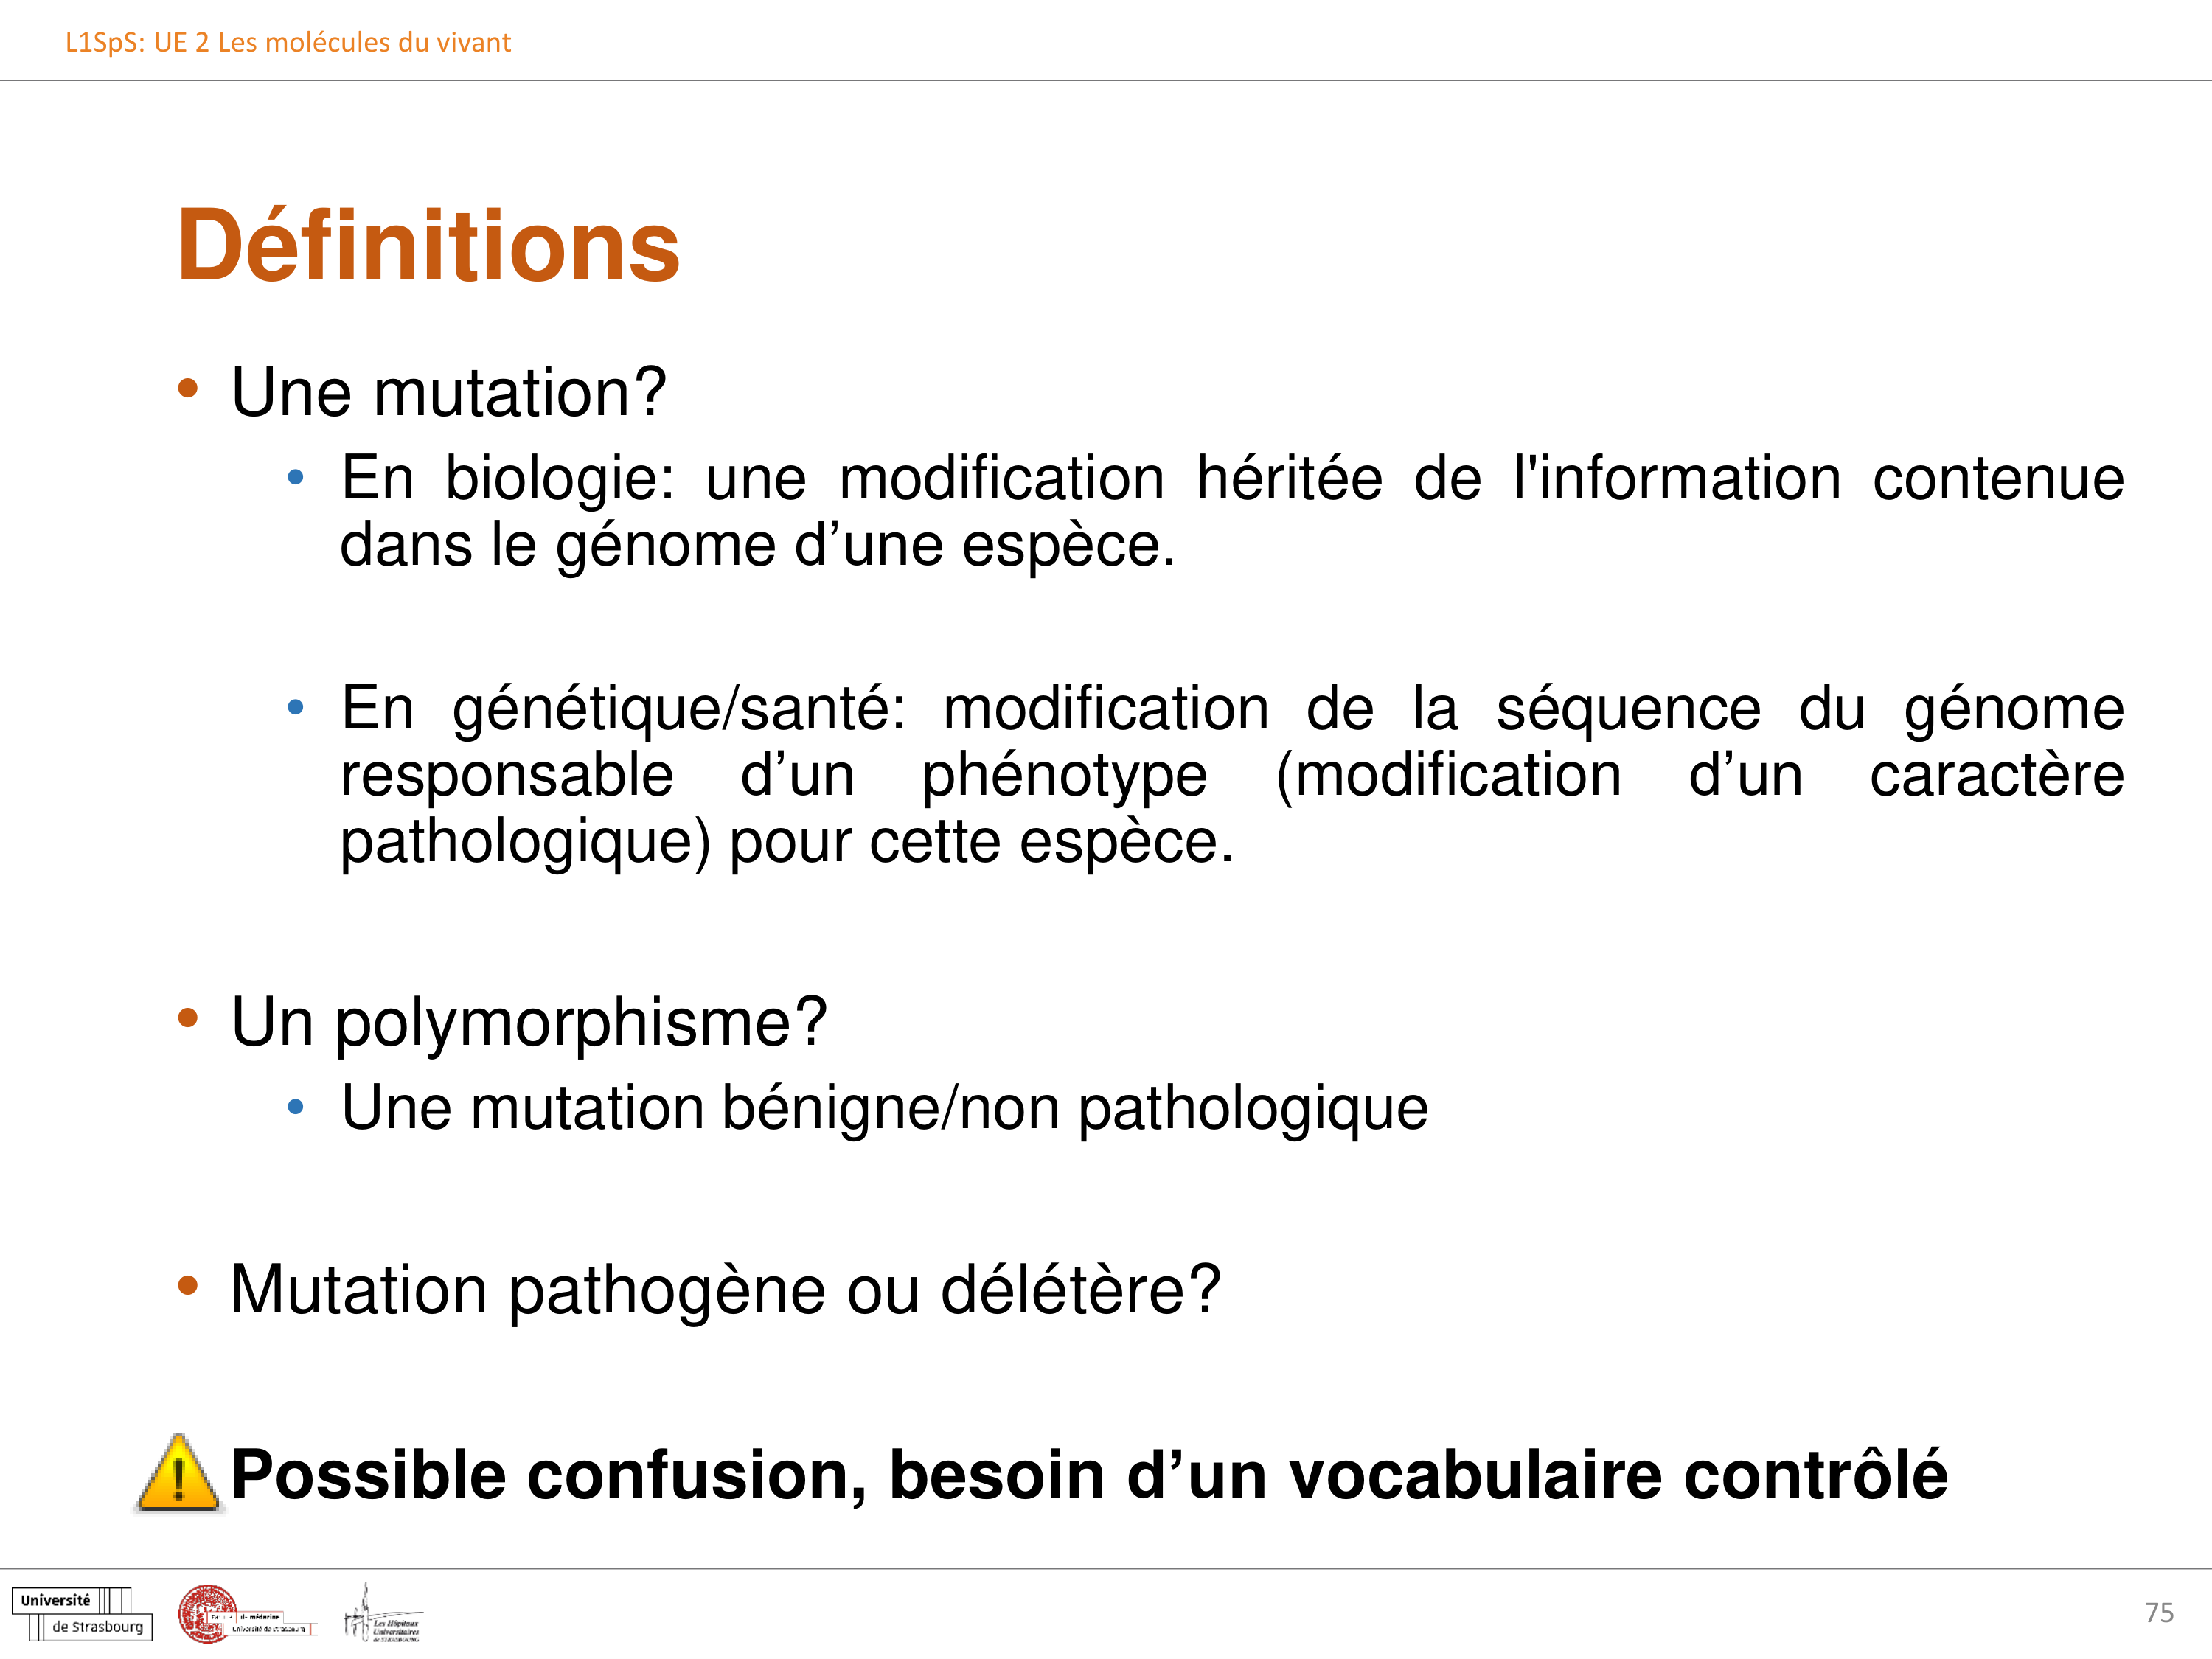 L1SpS: UE 2 Les molécules du vivant
Définitions
• Une mutation?
• En biologie: une modification héritée de l'information contenue
dans le génome d’une espèce.
• En génétique/santé: modification de la séquence du génome
responsable d’un phénotype (modification d’un caractère
pathologique) pour cette espèce.
• Un polymorphisme?
• Une mutation bénigne/non pathologique
• Mutation pathogène ou délétère?
Possible confusion, besoin d’un vocabulaire contrôlé
Université
de Strasbourg
de médecine
Université de Strasbourg
Les Hôpitaux
Universitaires
de STRASBOURG
75